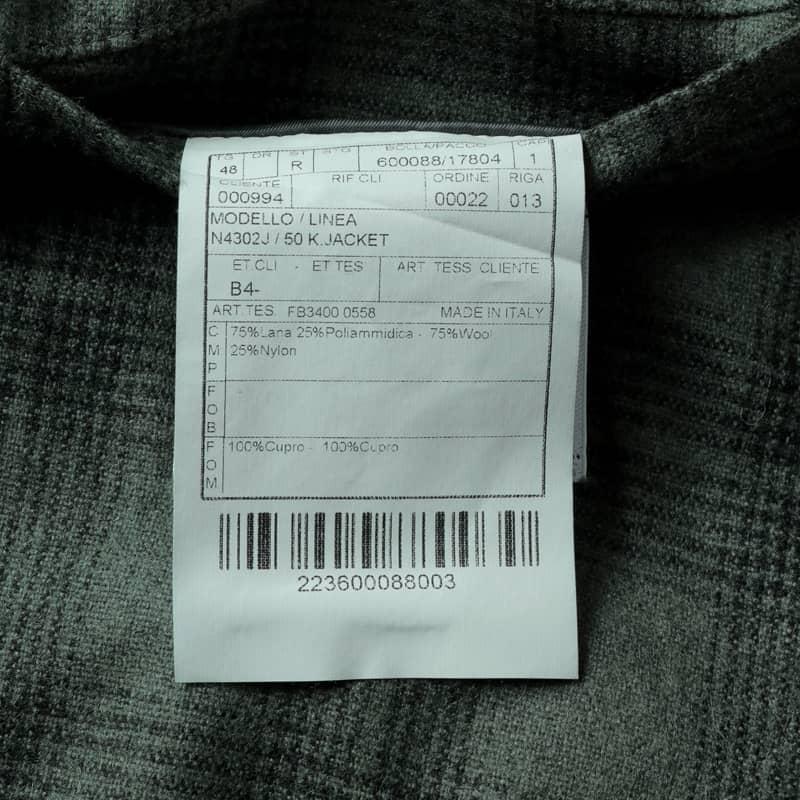 TG DR ST STG BOLLA/PACCO CAP
48 R 600088/17804 1
CLIENTE RIF CLI ORDINE RIGA
000994 00022 013
MODELLO / LINEA
N4302J / 50 K.JACKET
ET.CLI - ET TES ART TESS CLIENTE
B4-
ART.TES. FB3400 0558 MADE IN ITALY
C M P 75%Lana 25%Poliammidica - 75%Wool
25%Nylon
F O B
F O M 100%Cupro - 100%Cupro
223600088003